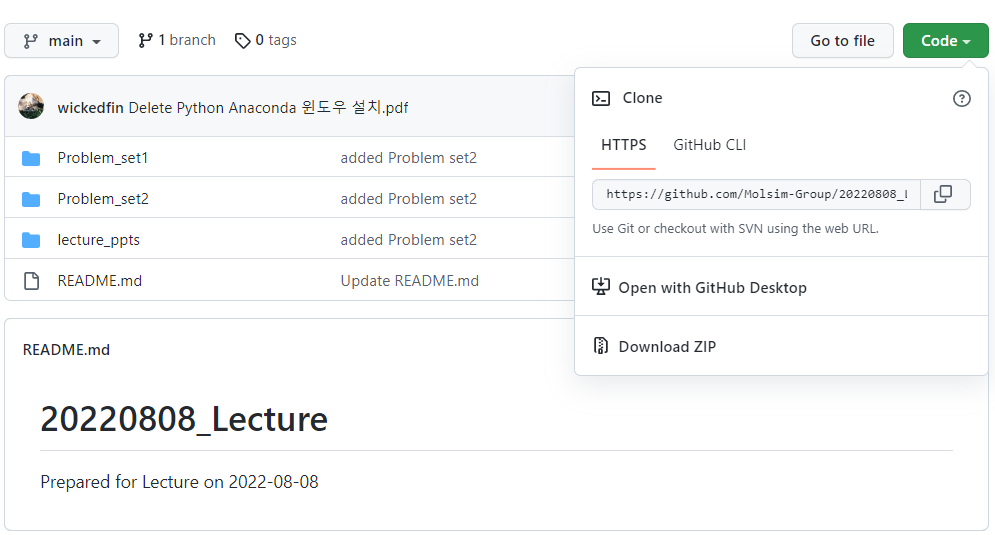 main 1 branch 0 tags Go to file Code
wickedfin Delete Python Anaconda 윈도우 설치.pdf
Clone
HTTPS GitHub CLI
https://github.com/Molsim-Group/20220808_L
Use Git or checkout with SVN using the web URL.
Open with GitHub Desktop
Download ZIP
Problem_set1 added Problem set2
Problem_set2 added Problem set2
lecture_ppts added Problem set2
README.md Update README.md
README.md
20220808_Lecture
Prepared for Lecture on 2022-08-08